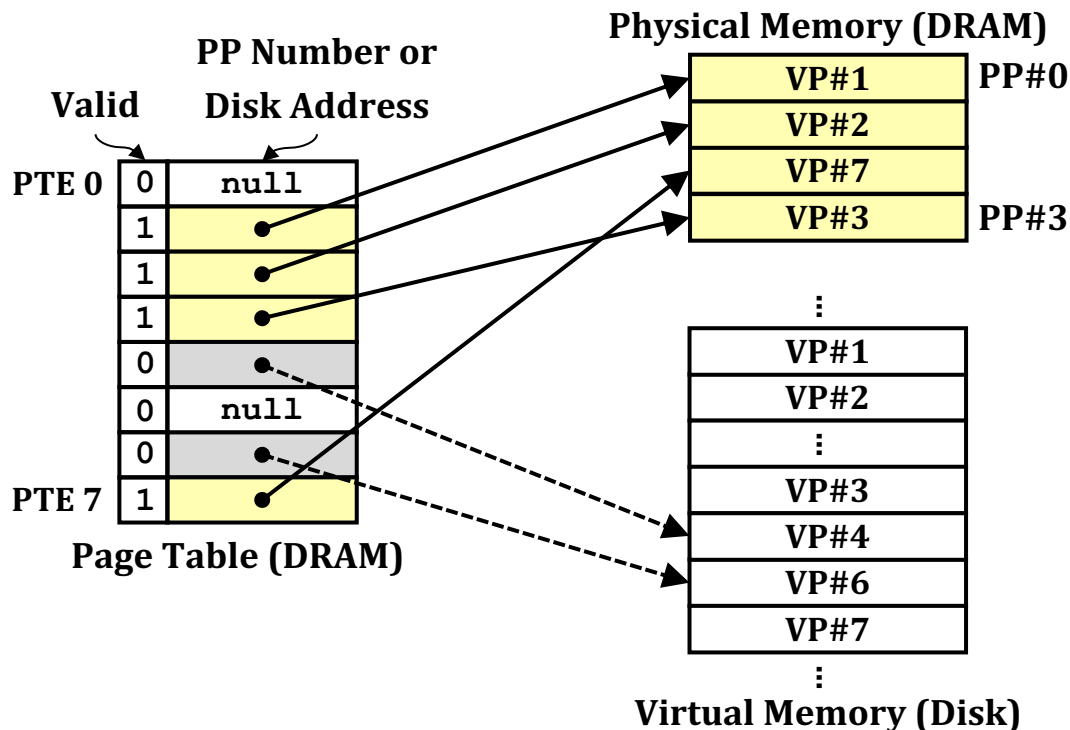 Physical Memory (DRAM)
PP Number or
Disk Address
Valid
VP#1 PP#0
VP#2
VP#7
VP#3 PP#3
PTE 0 0 null
1
1
1
0
0 null
0
PTE 7 1
Page Table (DRAM)
⋮
VP#1
VP#2
⋮
VP#3
VP#4
VP#6
VP#7
⋮
Virtual Memory (Disk)